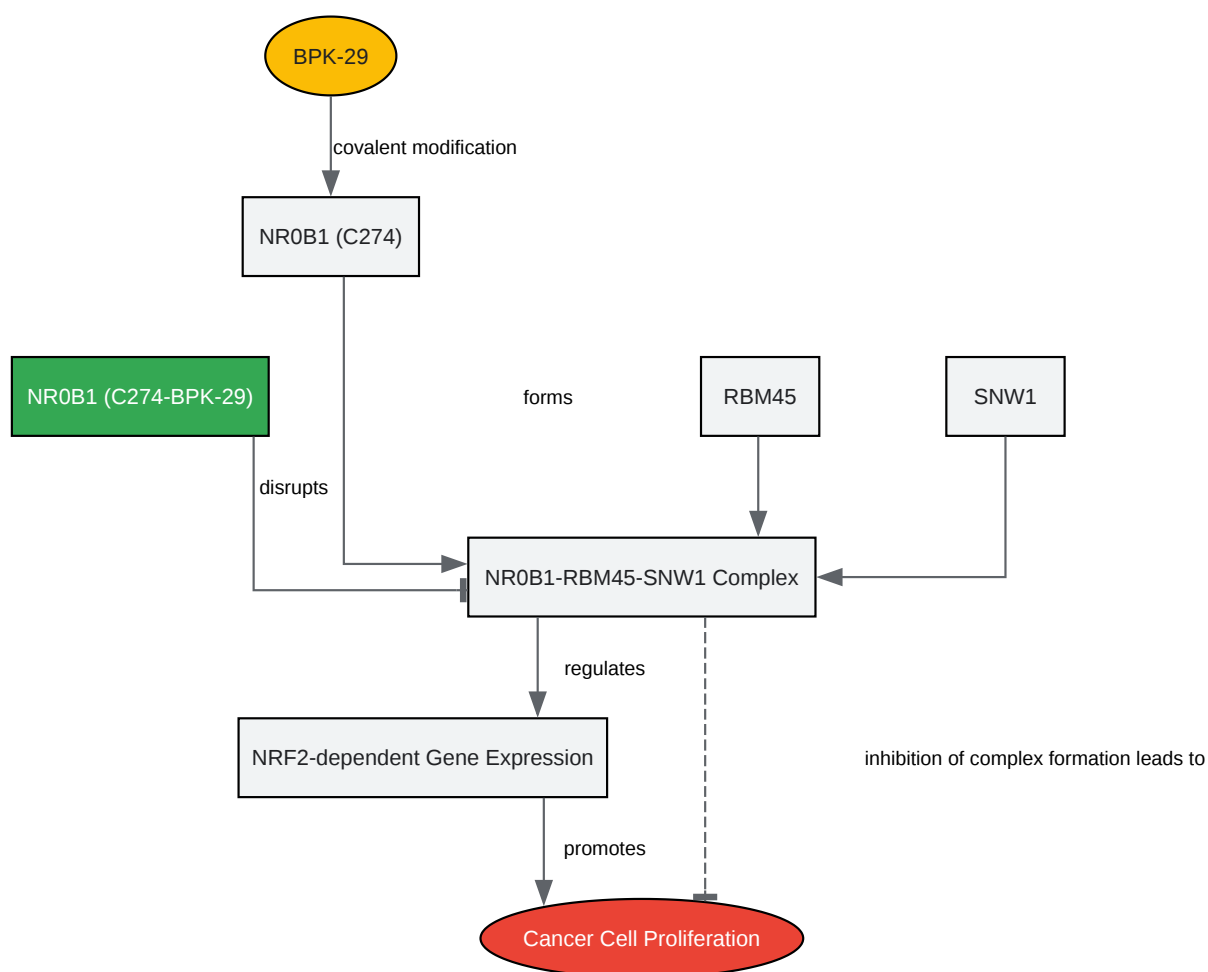 BPK-29
covalent modification
NR0B1 (C274)
NR0B1 (C274-BPK-29)
forms
RBM45
SNW1
disrupts
NR0B1-RBM45-SNW1 Complex
regulates
NRF2-dependent Gene Expression
inhibition of complex formation leads to
promotes
Cancer Cell Proliferation